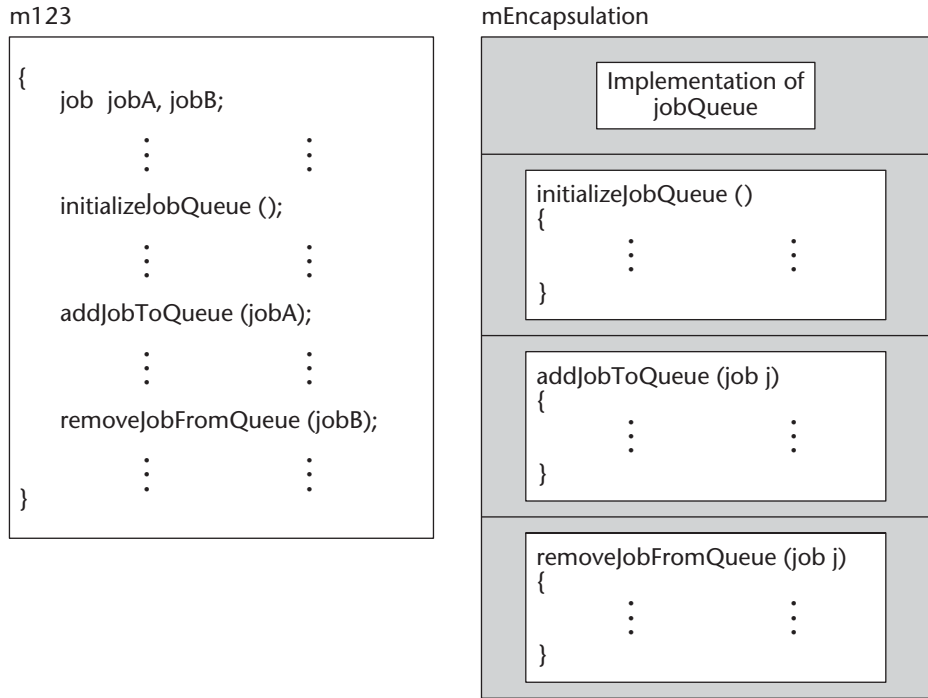 m123
{
job jobA, jobB;
initializeJobQueue ();
addJobToQueue (jobA);
removeJobFromQueue (jobB);
}
mEncapsulation
Implementation of
jobQueue
initializeJobQueue ()
{
}
addJobToQueue (job j)
{
}
removeJobFromQueue (job j)
{
}